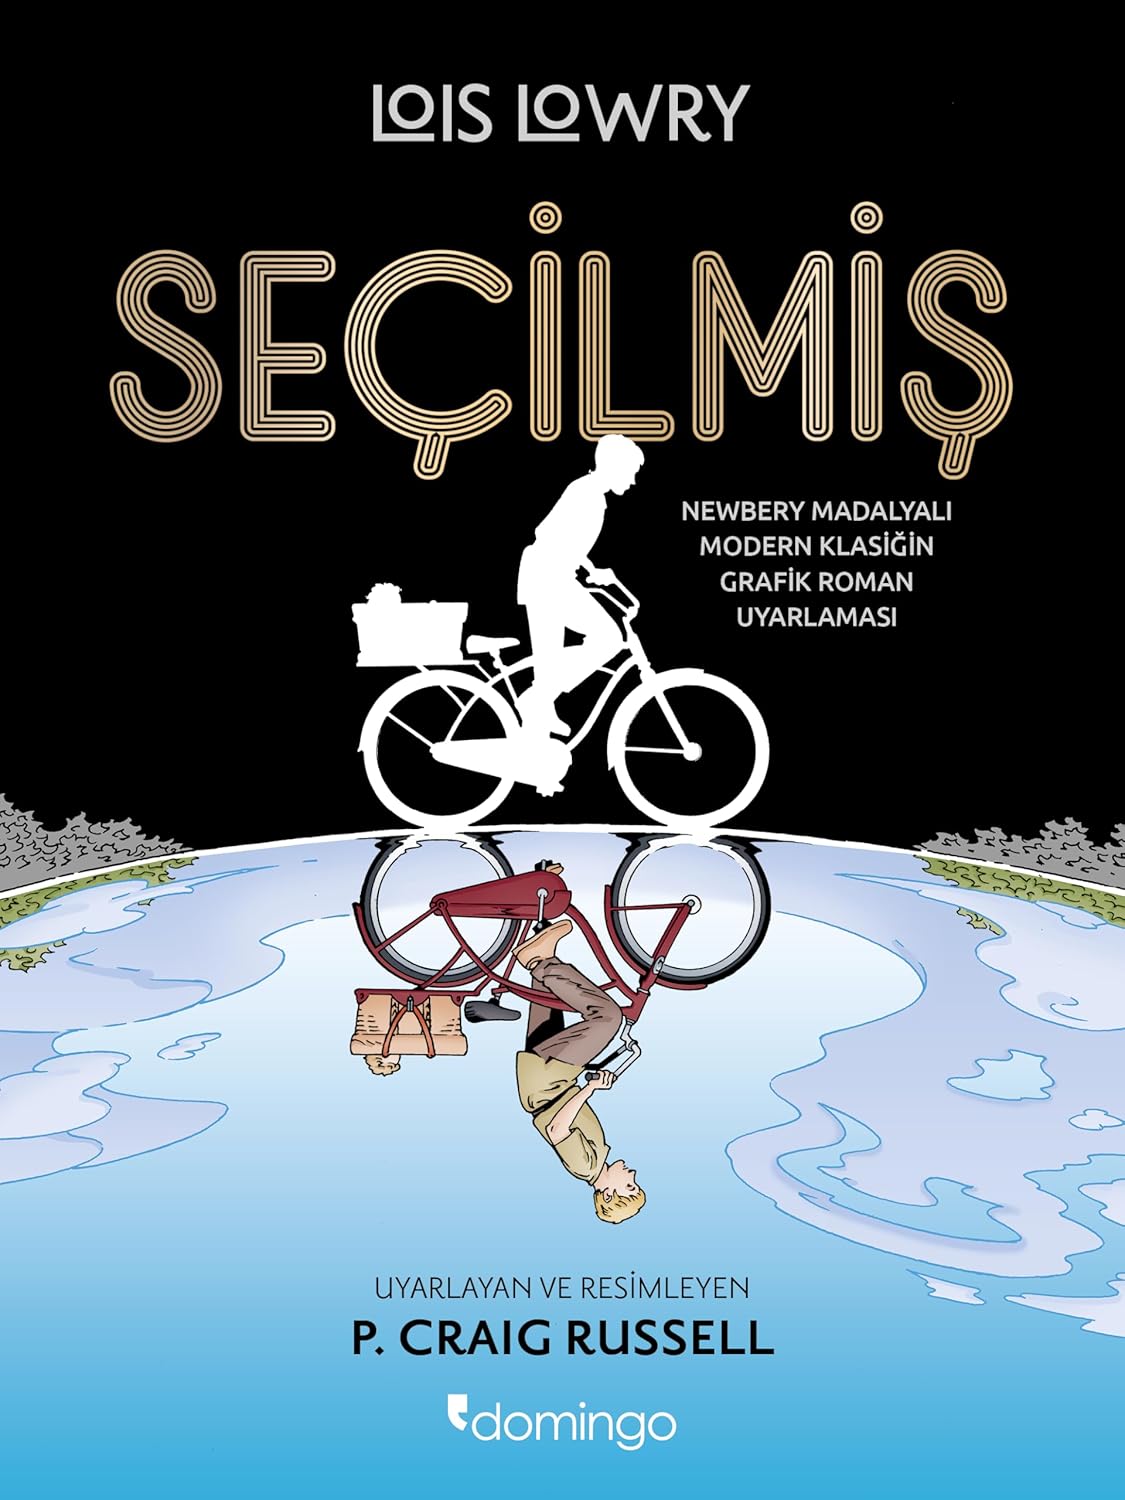 LOIS LOWRY
SEÇİLMİŞ
NEWBERY MADALYALI
MODERN KLASİĞİN
GRAFİK ROMAN
UYARLAMASI
UYARLAYAN VE RESİMLEYEN
P. CRAIG RUSSELL
domingo